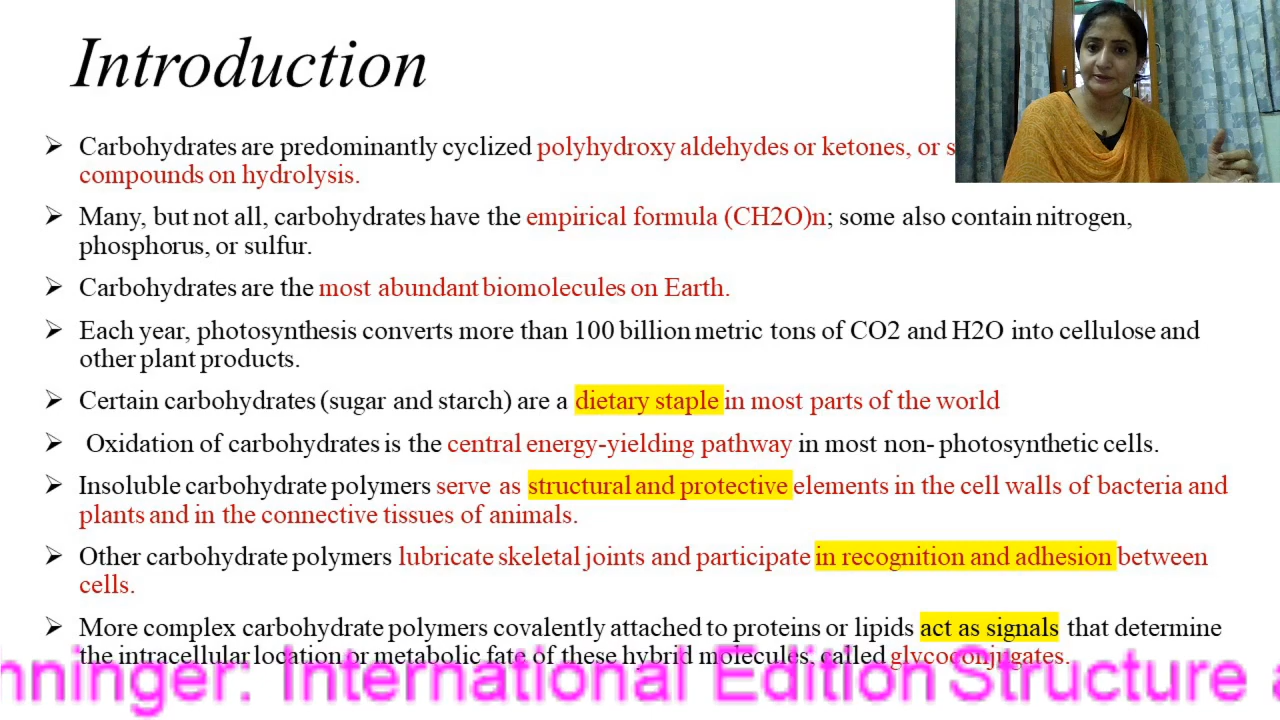 Introduction
➢ Carbohydrates are predominantly cyclized polyhydroxy aldehydes or ketones, or
compounds on hydrolysis.
➢ Many, but not all, carbohydrates have the empirical formula (CH2O)n; some also contain nitrogen,
phosphorus, or sulfur.
➢ Carbohydrates are the most abundant biomolecules on Earth.
➢ Each year, photosynthesis converts more than 100 billion metric tons of CO2 and H2O into cellulose and
other plant products.
➢ Certain carbohydrates (sugar and starch) are a dietary staple in most parts of the world
➢ Oxidation of carbohydrates is the central energy-yielding pathway in most non- photosynthetic cells.
➢ Insoluble carbohydrate polymers serve as structural and protective elements in the cell walls of bacteria and
plants and in the connective tissues of animals.
➢ Other carbohydrate polymers lubricate skeletal joints and participate in recognition and adhesion between
cells.
➢ More complex carbohydrate polymers covalently attached to proteins or lipids act as signals that determine
the intracellular location or metabolic fate of these hybrid molecules, called glycoconjugates.
hninger: International Edition Structure